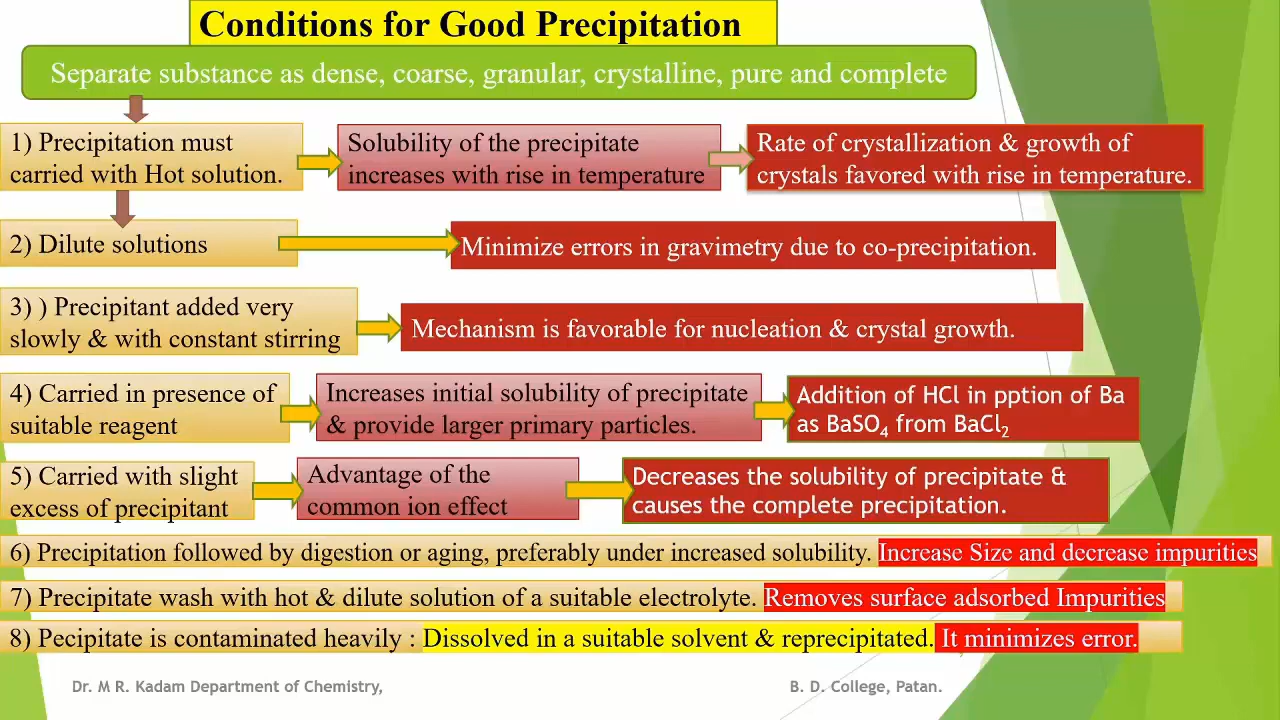 Conditions for Good Precipitation
Separate substance as dense, coarse, granular, crystalline, pure and complete
1) Precipitation must
carried with Hot solution.
Solubility of the precipitate
increases with rise in temperature
Rate of crystallization & growth of
crystals favored with rise in temperature.
2) Dilute solutions
Minimize errors in gravimetry due to co-precipitation.
3) ) Precipitant added very
slowly & with constant stirring
Mechanism is favorable for nucleation & crystal growth.
4) Carried in presence of
suitable reagent
Increases initial solubility of precipitate
& provide larger primary particles.
Addition of HCl in pption of Ba
as BaSO₄ from BaCl₂
5) Carried with slight
excess of precipitant
Advantage of the
common ion effect
Decreases the solubility of precipitate &
causes the complete precipitation.
6) Precipitation followed by digestion or aging, preferably under increased solubility. Increase Size and decrease impurities
7) Precipitate wash with hot & dilute solution of a suitable electrolyte. Removes surface adsorbed Impurities
8) Pecipitate is contaminated heavily : Dissolved in a suitable solvent & reprecipitated. It minimizes error.
Dr. M R. Kadam Department of Chemistry, B. D. College, Patan.